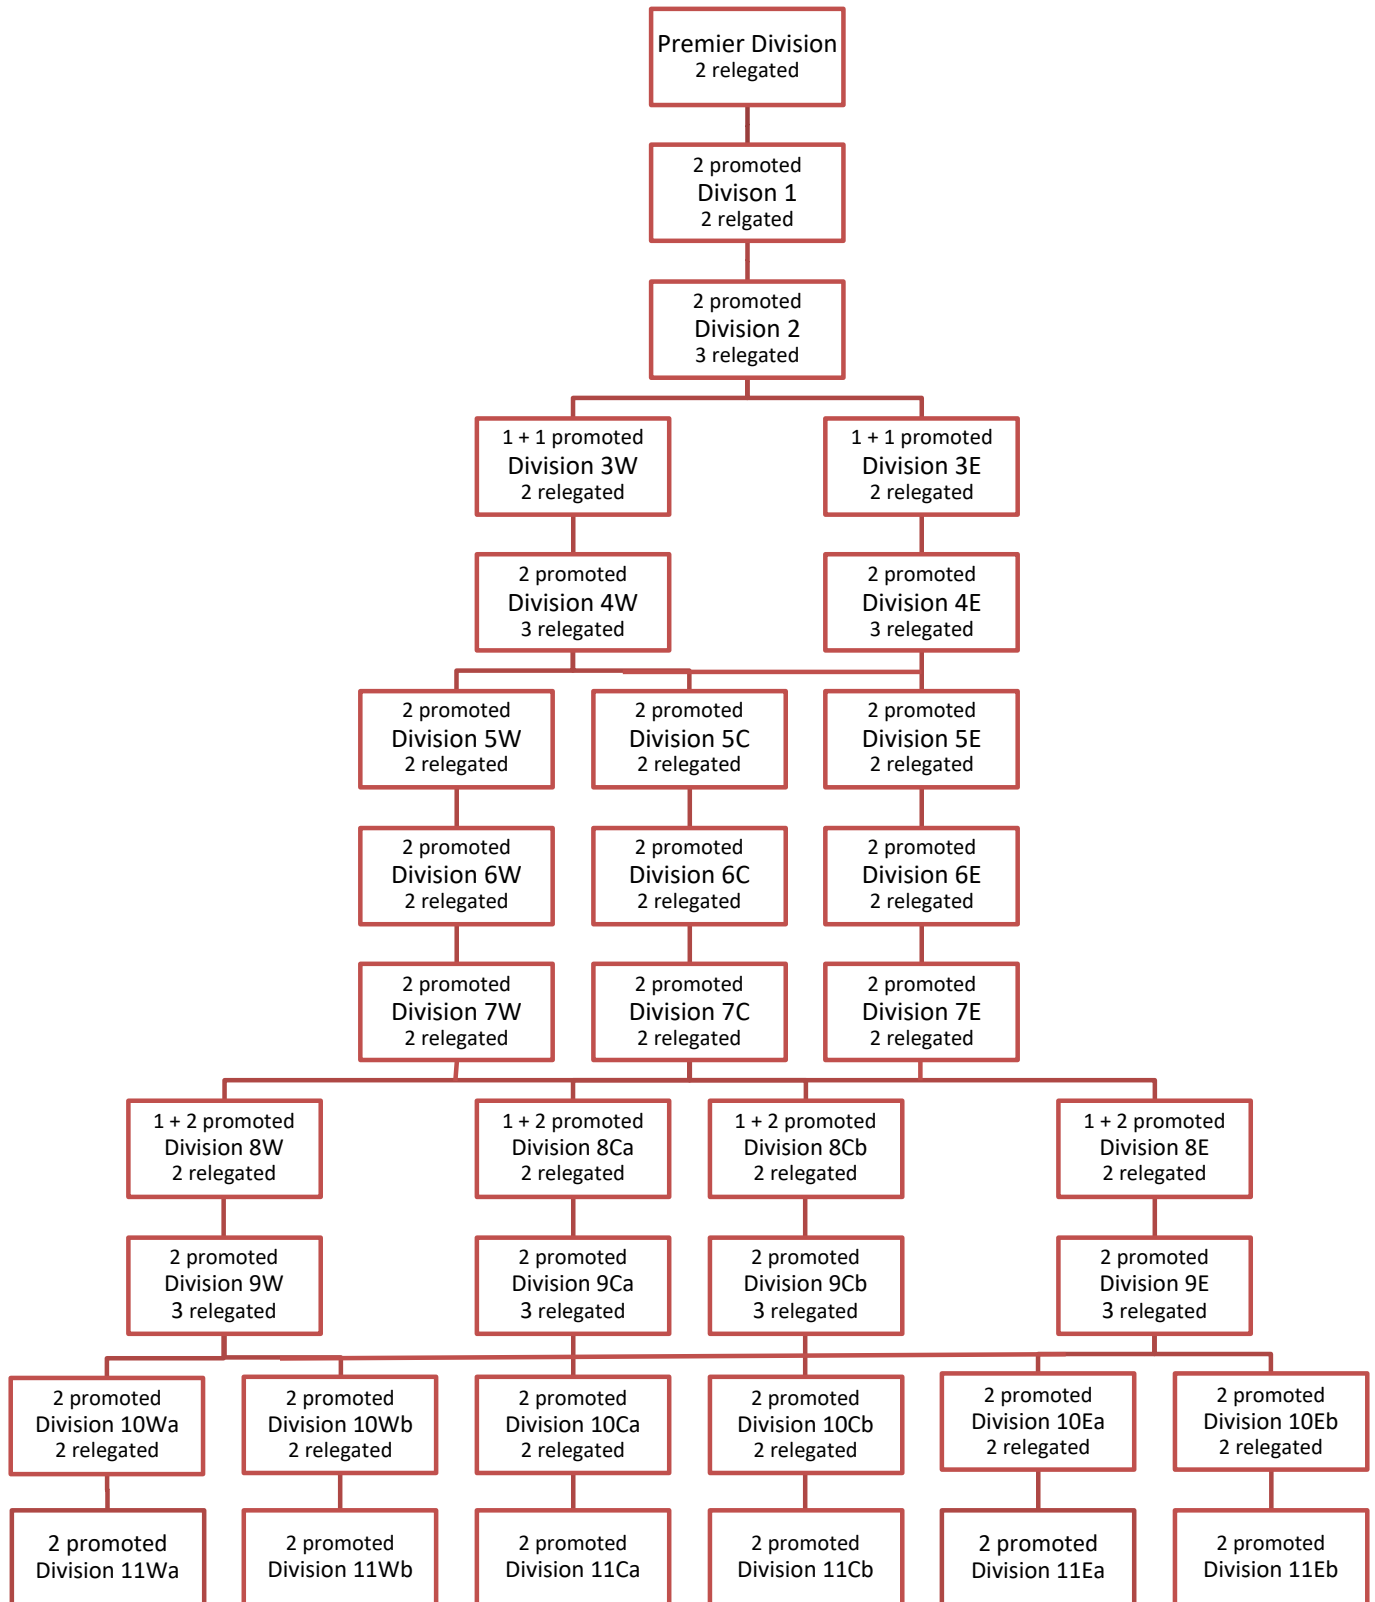 Premier Division
2 relegated
2 promoted
Divison 1
2 relgated
2 promoted
Division 2
3 relegated
1 + 1 promoted
Division 3W
2 relegated
1 + 1 promoted
Division 3E
2 relegated
2 promoted
Division 4W
3 relegated
2 promoted
Division 4E
3 relegated
2 promoted
Division 5W
2 relegated
2 promoted
Division 5C
2 relegated
2 promoted
Division 5E
2 relegated
2 promoted
Division 6W
2 relegated
2 promoted
Division 6C
2 relegated
2 promoted
Division 6E
2 relegated
2 promoted
Division 7W
2 relegated
2 promoted
Division 7C
2 relegated
2 promoted
Division 7E
2 relegated
1 + 2 promoted
Division 8W
2 relegated
1 + 2 promoted
Division 8Ca
2 relegated
1 + 2 promoted
Division 8Cb
2 relegated
1 + 2 promoted
Division 8E
2 relegated
2 promoted
Division 9W
3 relegated
2 promoted
Division 9Ca
3 relegated
2 promoted
Division 9Cb
3 relegated
2 promoted
Division 9E
3 relegated
2 promoted
Division 10Wa
2 relegated
2 promoted
Division 10Wb
2 relegated
2 promoted
Division 10Ca
2 relegated
2 promoted
Division 10Cb
2 relegated
2 promoted
Division 10Ea
2 relegated
2 promoted
Division 10Eb
2 relegated
2 promoted
Division 11Wa
2 promoted
Division 11Wb
2 promoted
Division 11Ca
2 promoted
Division 11Cb
2 promoted
Division 11Ea
2 promoted
Division 11Eb